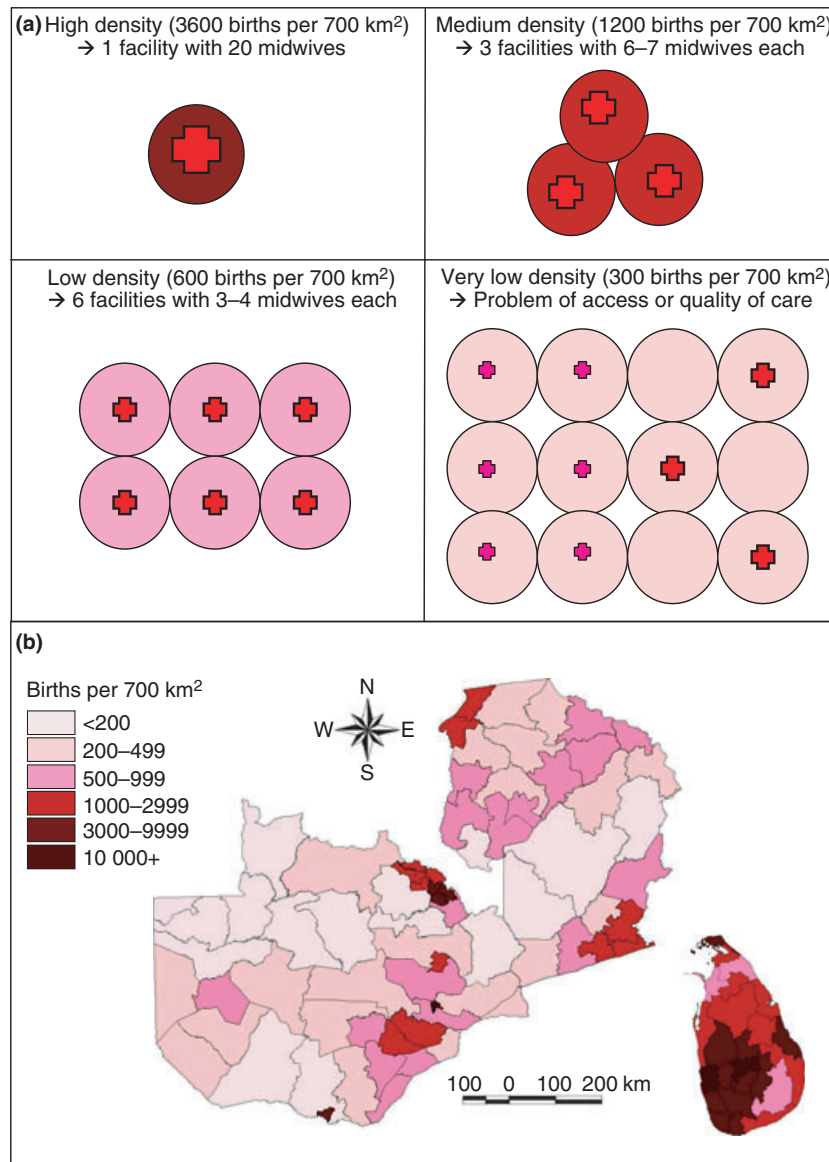 (a) High density (3600 births per 700 km²)
→ 1 facility with 20 midwives
Medium density (1200 births per 700 km²)
→ 3 facilities with 6–7 midwives each
Low density (600 births per 700 km²)
→ 6 facilities with 3–4 midwives each
Very low density (300 births per 700 km²)
→ Problem of access or quality of care
(b)
Births per 700 km²
<200
200–499
500–999
1000–2999
3000–9999
10 000+
N
W E
S
100 0 100 200 km